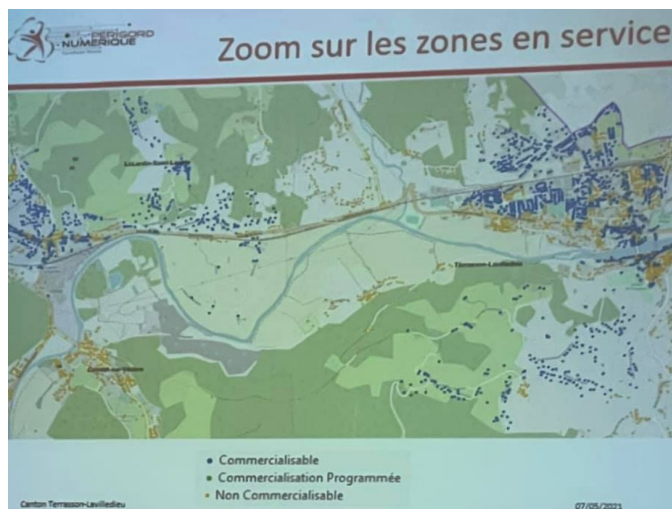 PÉRIGORD
NUMÉRIQUE
Zoom sur les zones en service
Terrasson-Lavilledieu
Commercialisable
Commercialisation Programmée
Non Commercialisable
Canton Terrasson-Lavilledieu
07/05/2021